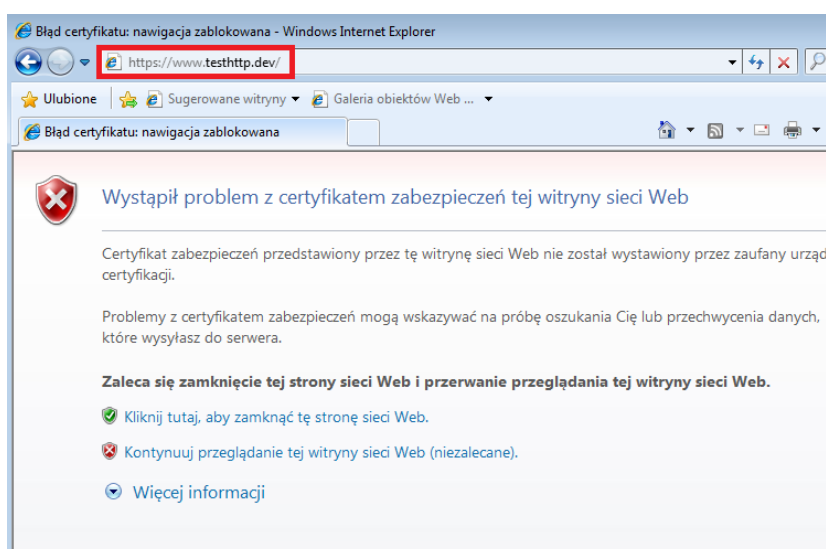 Błąd certyfikatu: nawigacja zablokowana - Windows Internet Explorer
https://www.testhttp.dev/
Ulubione Sugerowane witryny Galeria obiektów Web ...
Błąd certyfikatu: nawigacja zablokowana
Wystąpił problem z certyfikatem zabezpieczeń tej witryny sieci Web
Certyfikat zabezpieczeń przedstawiony przez tę witrynę sieci Web nie został wystawiony przez zaufany urząd
certyfikacji.
Problemy z certyfikatem zabezpieczeń mogą wskazywać na próbę oszukania Cię lub przechwycenia danych,
które wysyłasz do serwera.
Zaleca się zamknięcie tej strony sieci Web i przerwanie przeglądania tej witryny sieci Web.
Kliknij tutaj, aby zamknąć tę stronę sieci Web.
Kontynuuj przeglądanie tej witryny sieci Web (niezalecane).
Więcej informacji